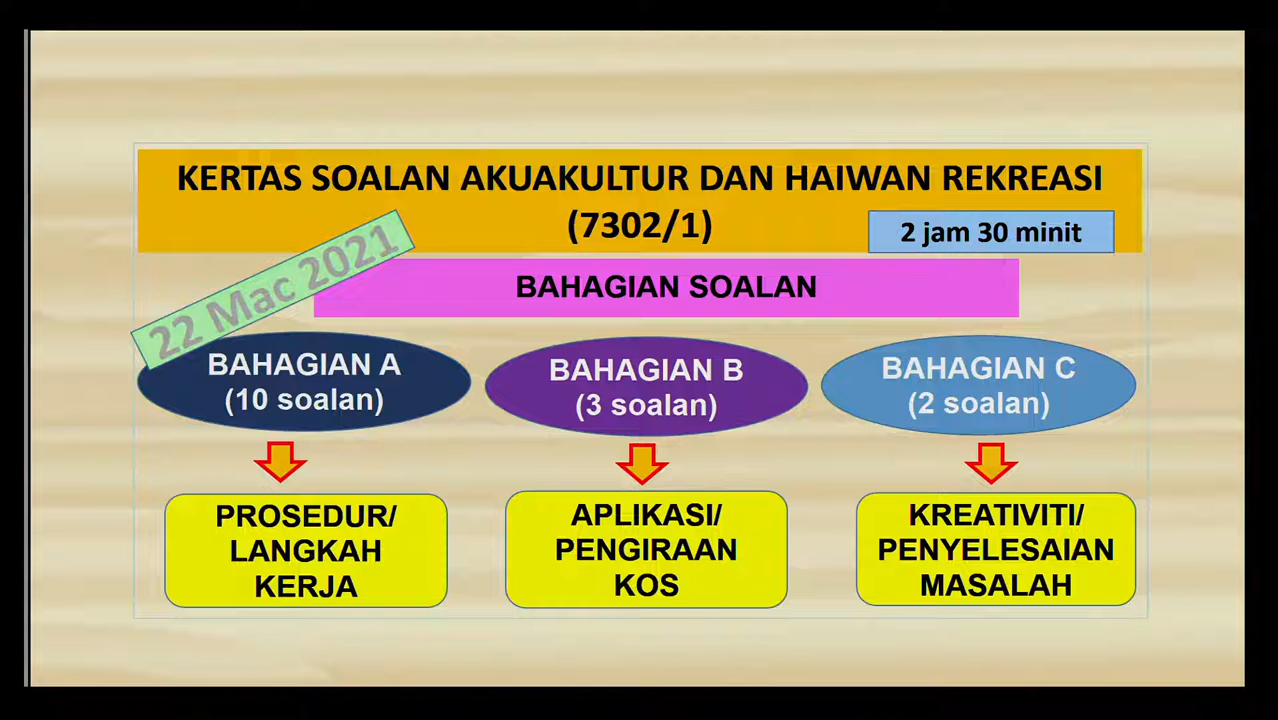 KERTAS SOALAN AKUAKULTUR DAN HAIWAN REKREASI
(7302/1)
2 jam 30 minit
22 Mac 2021
BAHAGIAN SOALAN
BAHAGIAN A
(10 soalan)
BAHAGIAN B
(3 soalan)
BAHAGIAN C
(2 soalan)
PROSEDUR/
LANGKAH
KERJA
APLIKASI/
PENGIRAAN
KOS
KREATIVITI/
PENYELESAIAN
MASALAH